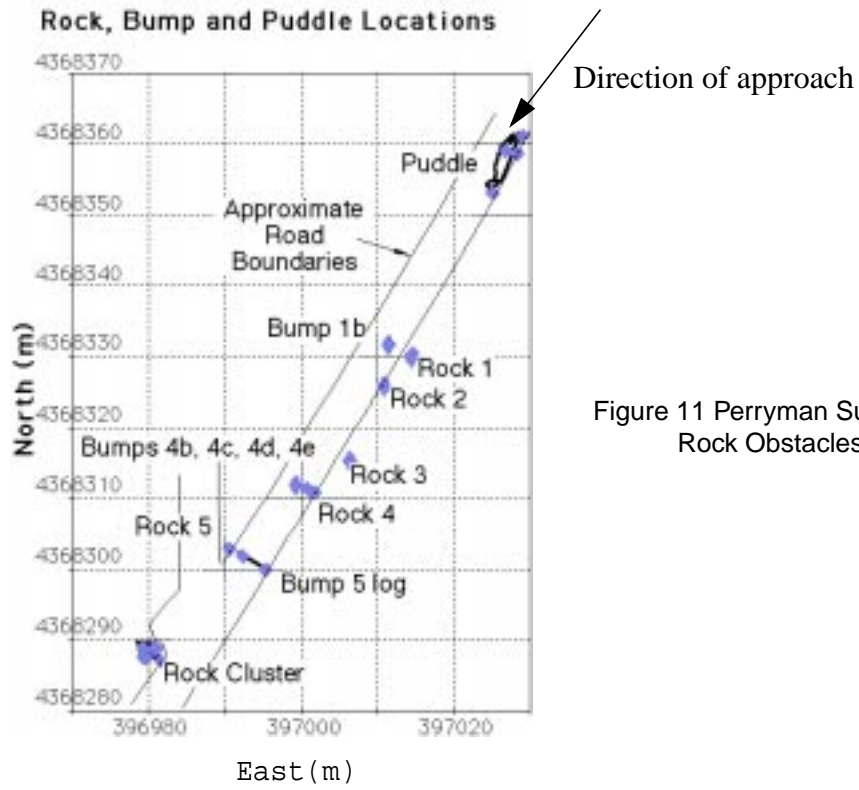 Rock, Bump and Puddle Locations
Direction of approach
4368370
4368360
Puddle
4368350
Approximate
Road
Boundaries
4368340
Bump 1b
4368330
Rock 1
Rock 2
4368320
North (m)
Bumps 4b, 4c, 4d, 4e
Rock 3
4368310
Rock 4
Rock 5
4368300
Bump 5 log
4368290
Rock Cluster
4368280
396980
397000
397020
East(m)
Figure 11 Perryman
Rock Obstacles